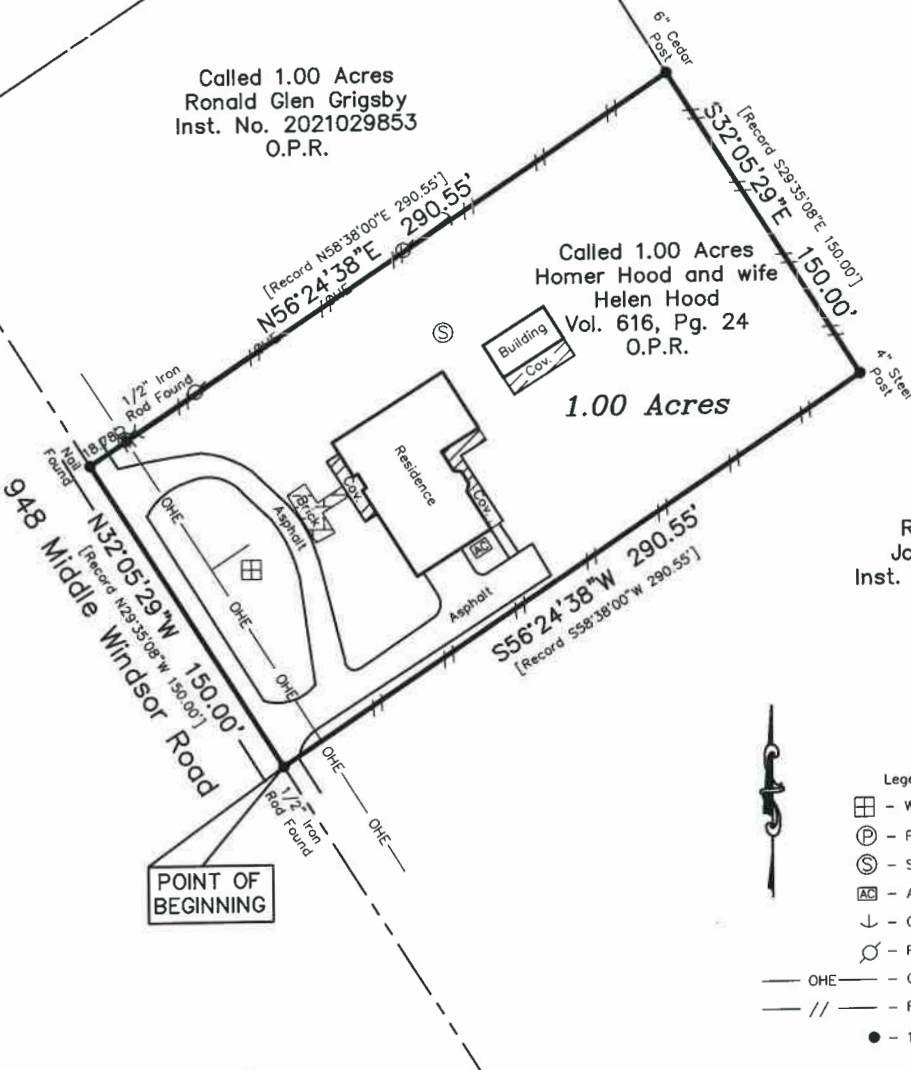 6" Cedar
Post
Called 1.00 Acres
Ronald Glen Grigsby
Inst. No. 2021029853
O.P.R.
[Record N58°38'00"E 290.55']
N56°24'38"E 290.55'
S32°05'29"E 150.00'
[Record S29°35'08"E 150.00']
Called 1.00 Acres
Homer Hood and wife
Helen Hood
Vol. 616, Pg. 24
O.P.R.
OHE
OHE
S
Building
Cov.
1.00 Acres
4" Steel
Post
1/2" Iron
Rod Found
18.78'
Nail
Found
Residence
Cov.
Cov.
Brick
Asphalt
AC
Asphalt
OHE
OHE
OHE
OHE
OHE
948 Middle Windsor Road
N32°05'29"W 150.00'
[Record N29°35'08"W 150.00']
S56°24'38"W 290.55'
[Record S58°38'00"W 290.55']
1/2" Iron
Rod Found
POINT OF
BEGINNING
R
Jo
Inst.
Lege
- W
P - P
S - S
AC - A
- C
- P
OHE - O
// - F
- 1